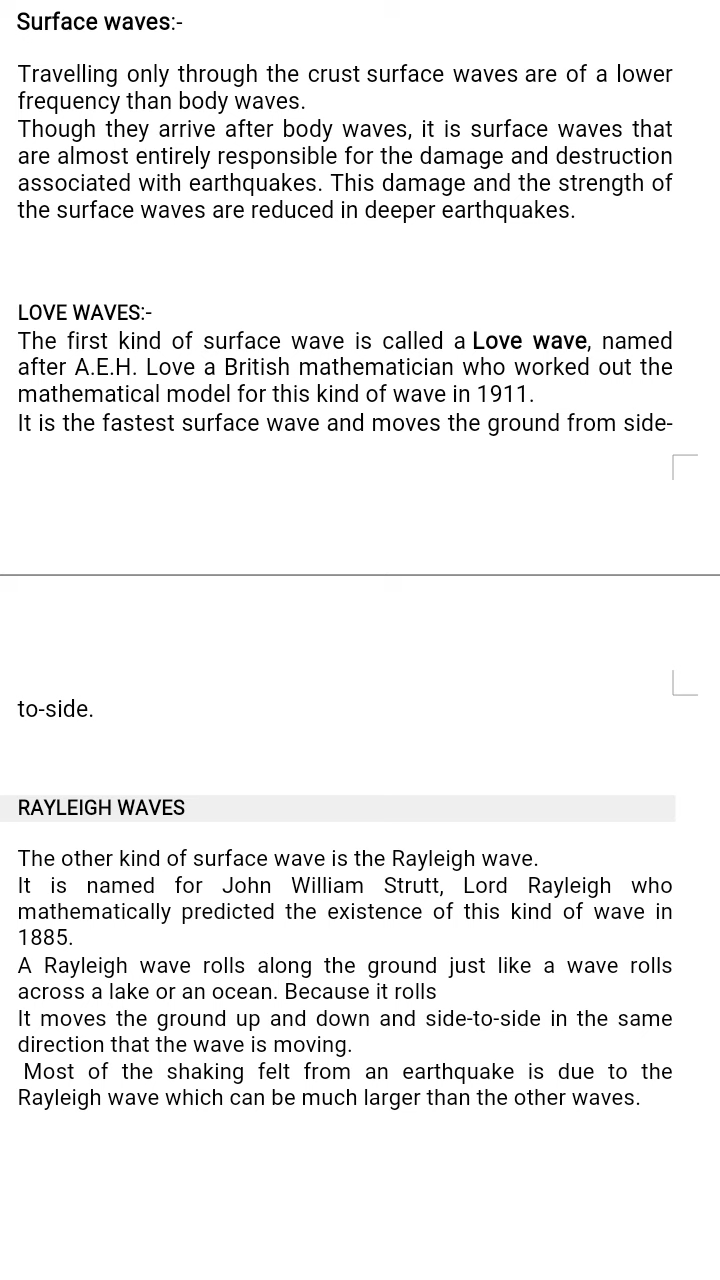 Surface waves:-
Travelling only through the crust surface waves are of a lower
frequency than body waves.
Though they arrive after body waves, it is surface waves that
are almost entirely responsible for the damage and destruction
associated with earthquakes. This damage and the strength of
the surface waves are reduced in deeper earthquakes.
LOVE WAVES:-
The first kind of surface wave is called a Love wave, named
after A.E.H. Love a British mathematician who worked out the
mathematical model for this kind of wave in 1911.
It is the fastest surface wave and moves the ground from side-
to-side.
RAYLEIGH WAVES
The other kind of surface wave is the Rayleigh wave.
It is named for John William Strutt, Lord Rayleigh who
mathematically predicted the existence of this kind of wave in
1885.
A Rayleigh wave rolls along the ground just like a wave rolls
across a lake or an ocean. Because it rolls
It moves the ground up and down and side-to-side in the same
direction that the wave is moving.
Most of the shaking felt from an earthquake is due to the
Rayleigh wave which can be much larger than the other waves.